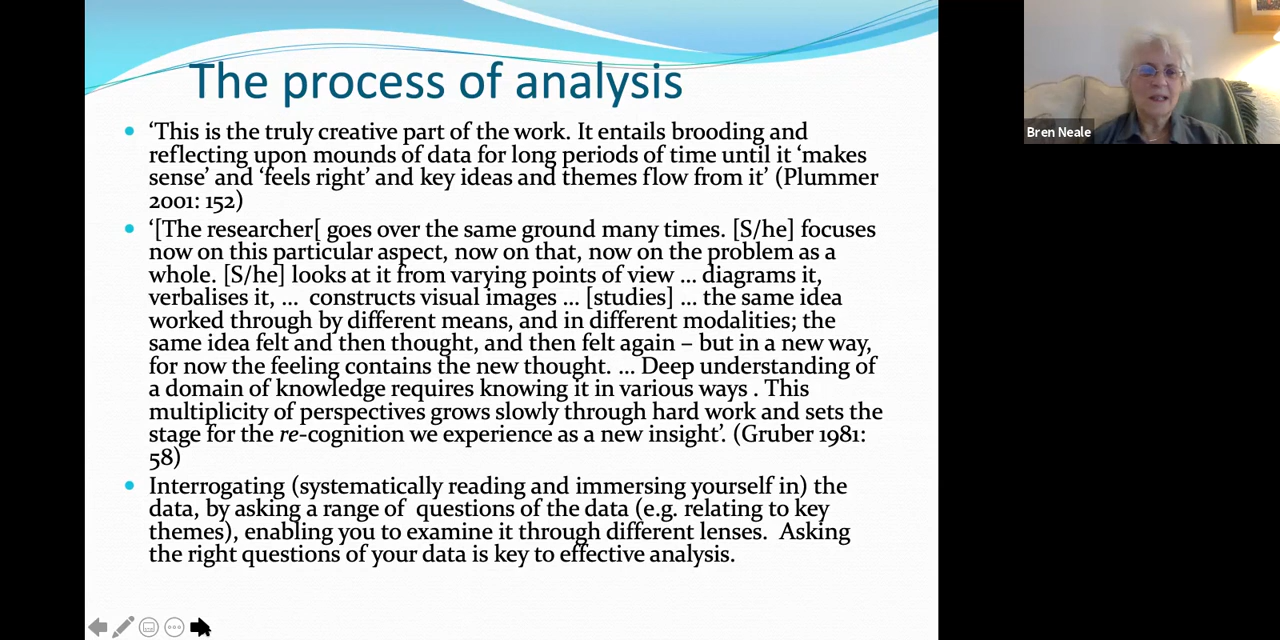 The process of analysis
• ‘This is the truly creative part of the work. It entails brooding and
reflecting upon mounds of data for long periods of time until it ‘makes
sense’ and ‘feels right’ and key ideas and themes flow from it’ (Plummer
2001: 152)
• ‘[The researcher[ goes over the same ground many times. [S/he] focuses
now on this particular aspect, now on that, now on the problem as a
whole. [S/he] looks at it from varying points of view ... diagrams it,
verbalises it, ... constructs visual images ... [studies] ... the same idea
worked through by different means, and in different modalities; the
same idea felt and then thought, and then felt again – but in a new way,
for now the feeling contains the new thought. ... Deep understanding of
a domain of knowledge requires knowing it in various ways . This
multiplicity of perspectives grows slowly through hard work and sets the
stage for the re-cognition we experience as a new insight’. (Gruber 1981:
58)
• Interrogating (systematically reading and immersing yourself in) the
data, by asking a range of questions of the data (e.g. relating to key
themes), enabling you to examine it through different lenses. Asking
the right questions of your data is key to effective analysis.
Bren Neale